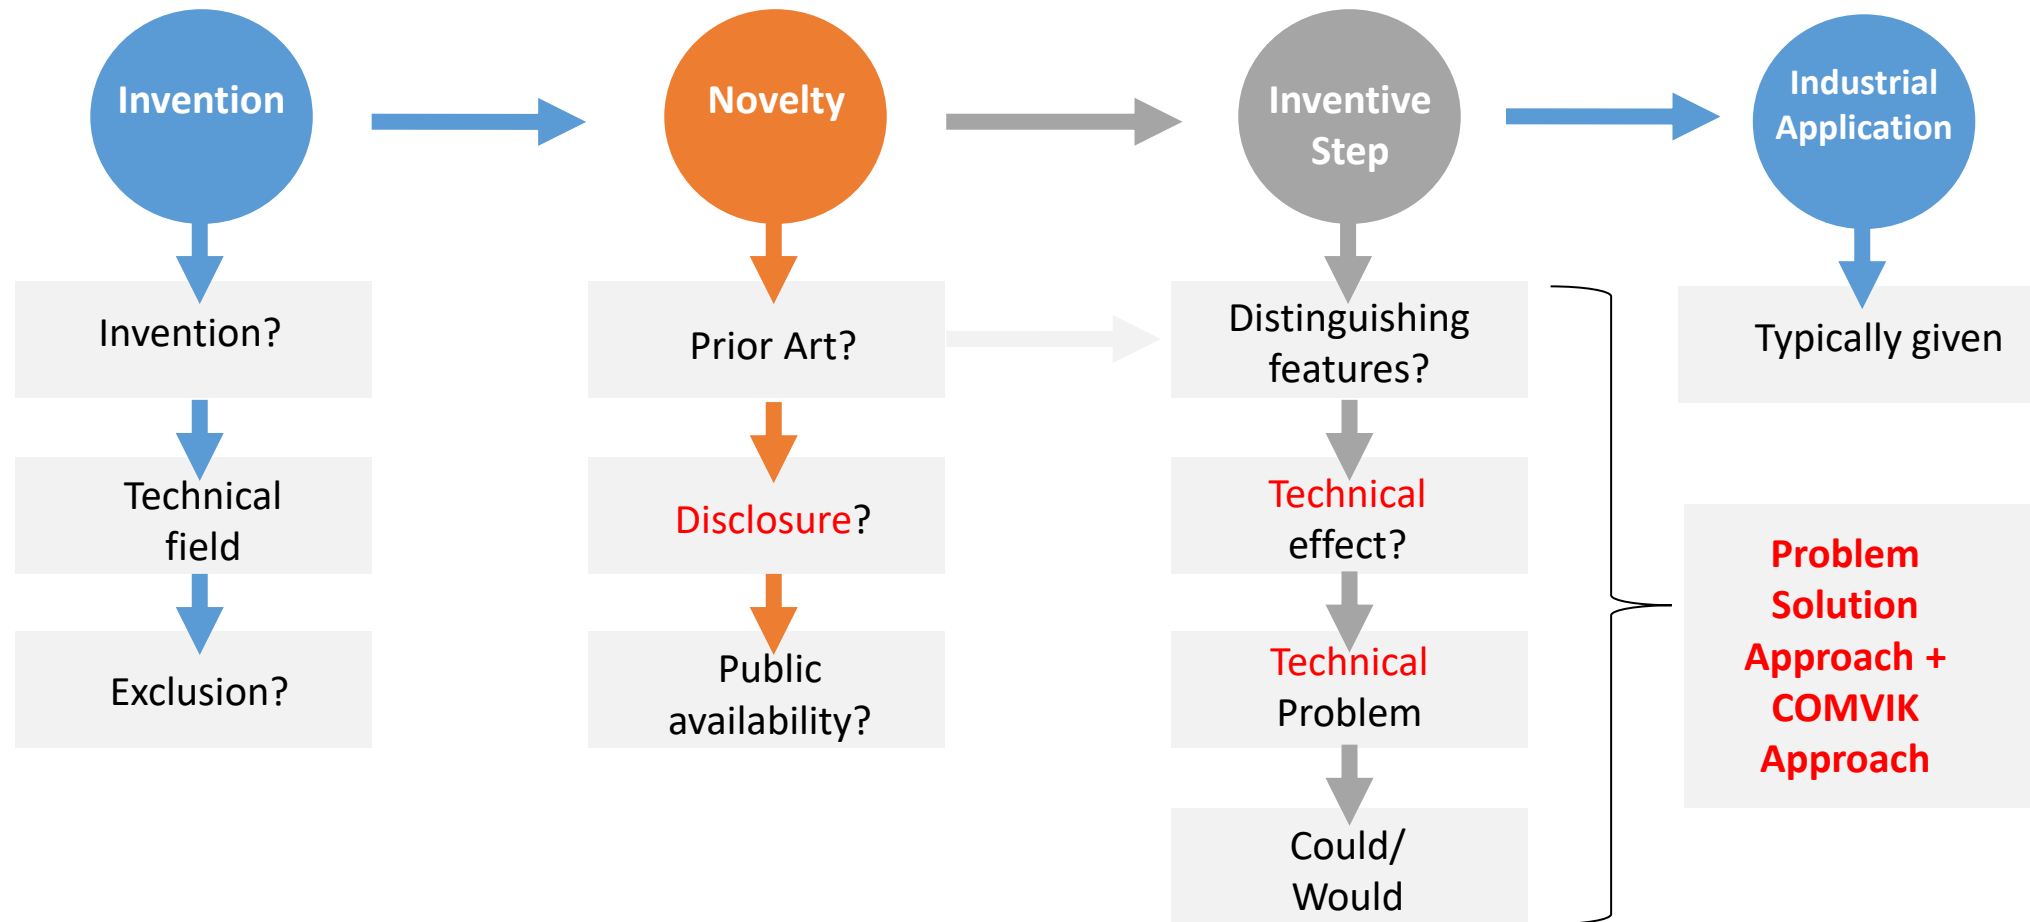 Invention
Novelty
Inventive
Step
Industrial
Application
Invention?
Technical
field
Exclusion?
Prior Art?
Disclosure?
Public
availability?
Distinguishing
features?
Technical
effect?
Technical
Problem
Could/
Would
Typically given
Problem
Solution
Approach +
COMVIK
Approach